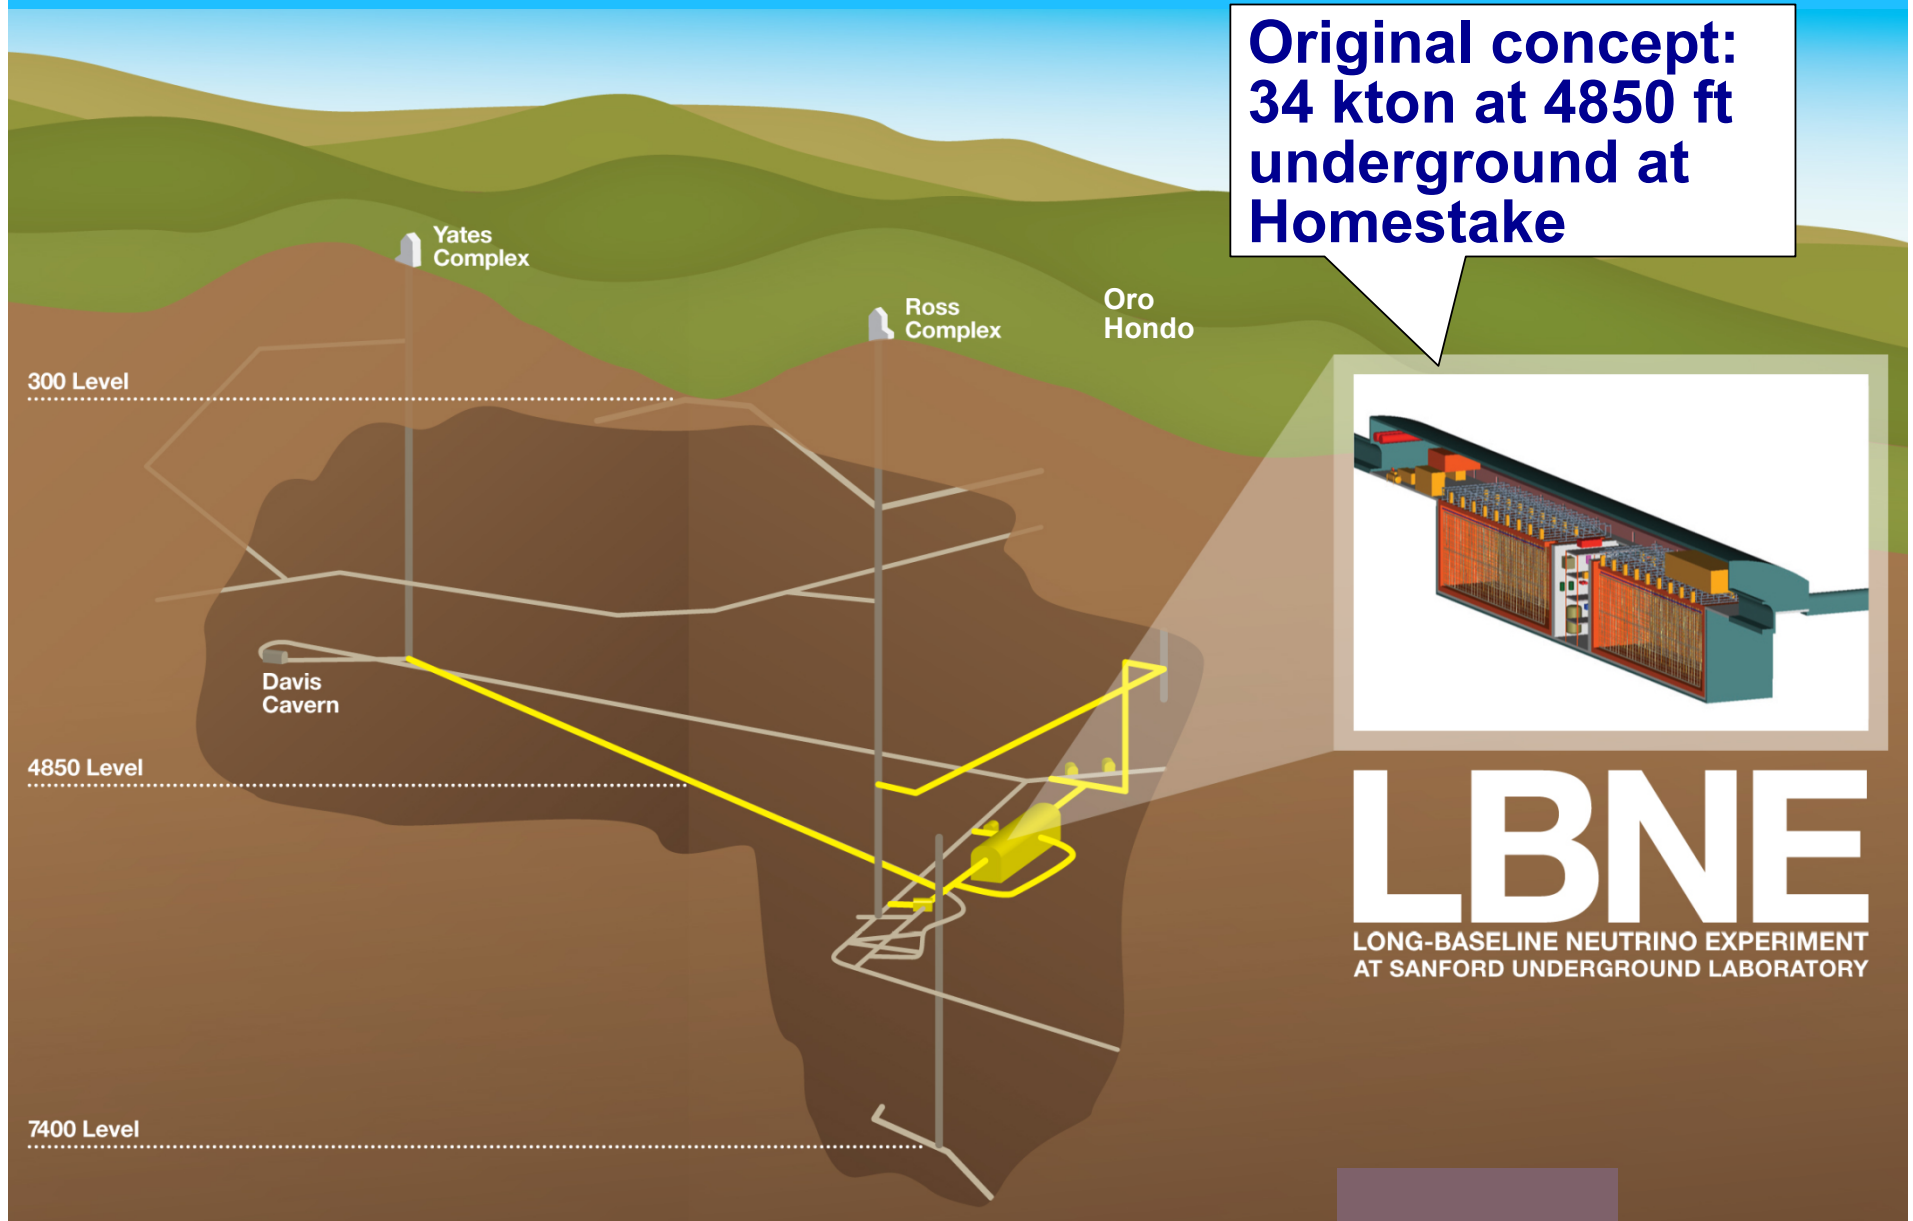 Original concept:
34 kton at 4850 ft
underground at
Homestake
Yates
Complex
Ross
Complex
Oro
Hondo
300 Level
Davis
Cavern
4850 Level
LBNE
LONG-BASELINE NEUTRINO EXPERIMENT
AT SANFORD UNDERGROUND LABORATORY
7400 Level